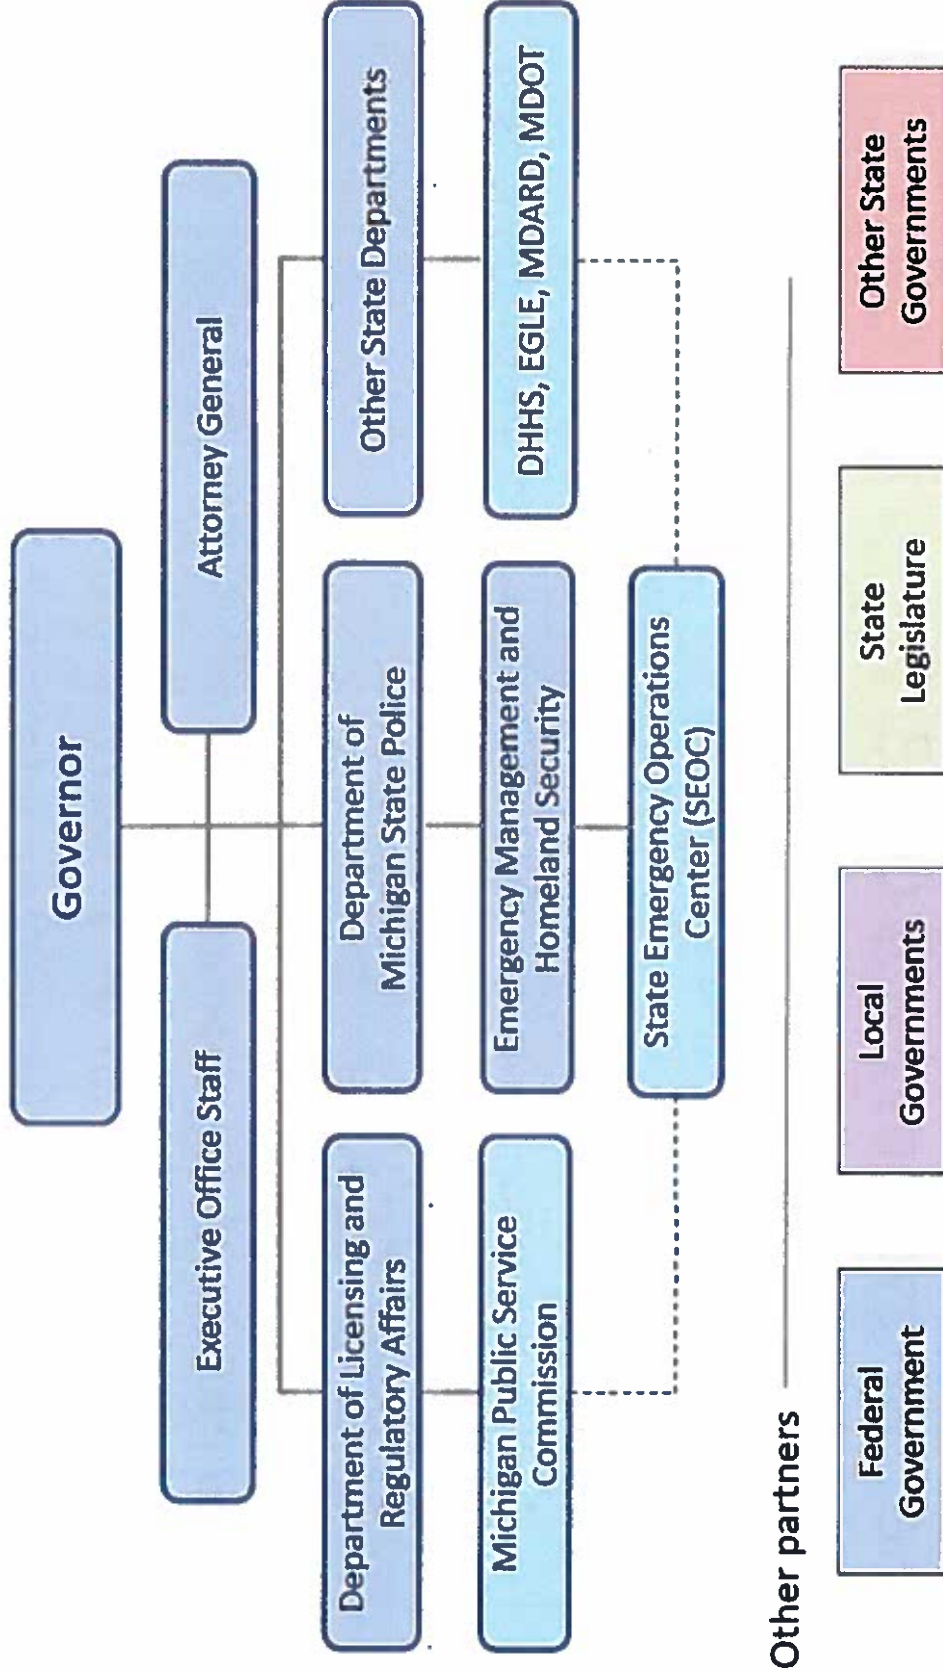 Governor
Executive Office Staff
Attorney General
Department of Licensing and
Regulatory Affairs
Department of
Michigan State Police
Other State Departments
Michigan Public Service
Commission
Emergency Management and
Homeland Security
DHHS, EGLE, MDARD, MDOT
State Emergency Operations
Center (SEOC)
Other partners
Federal
Government
Local
Governments
State
Legislature
Other State
Governments